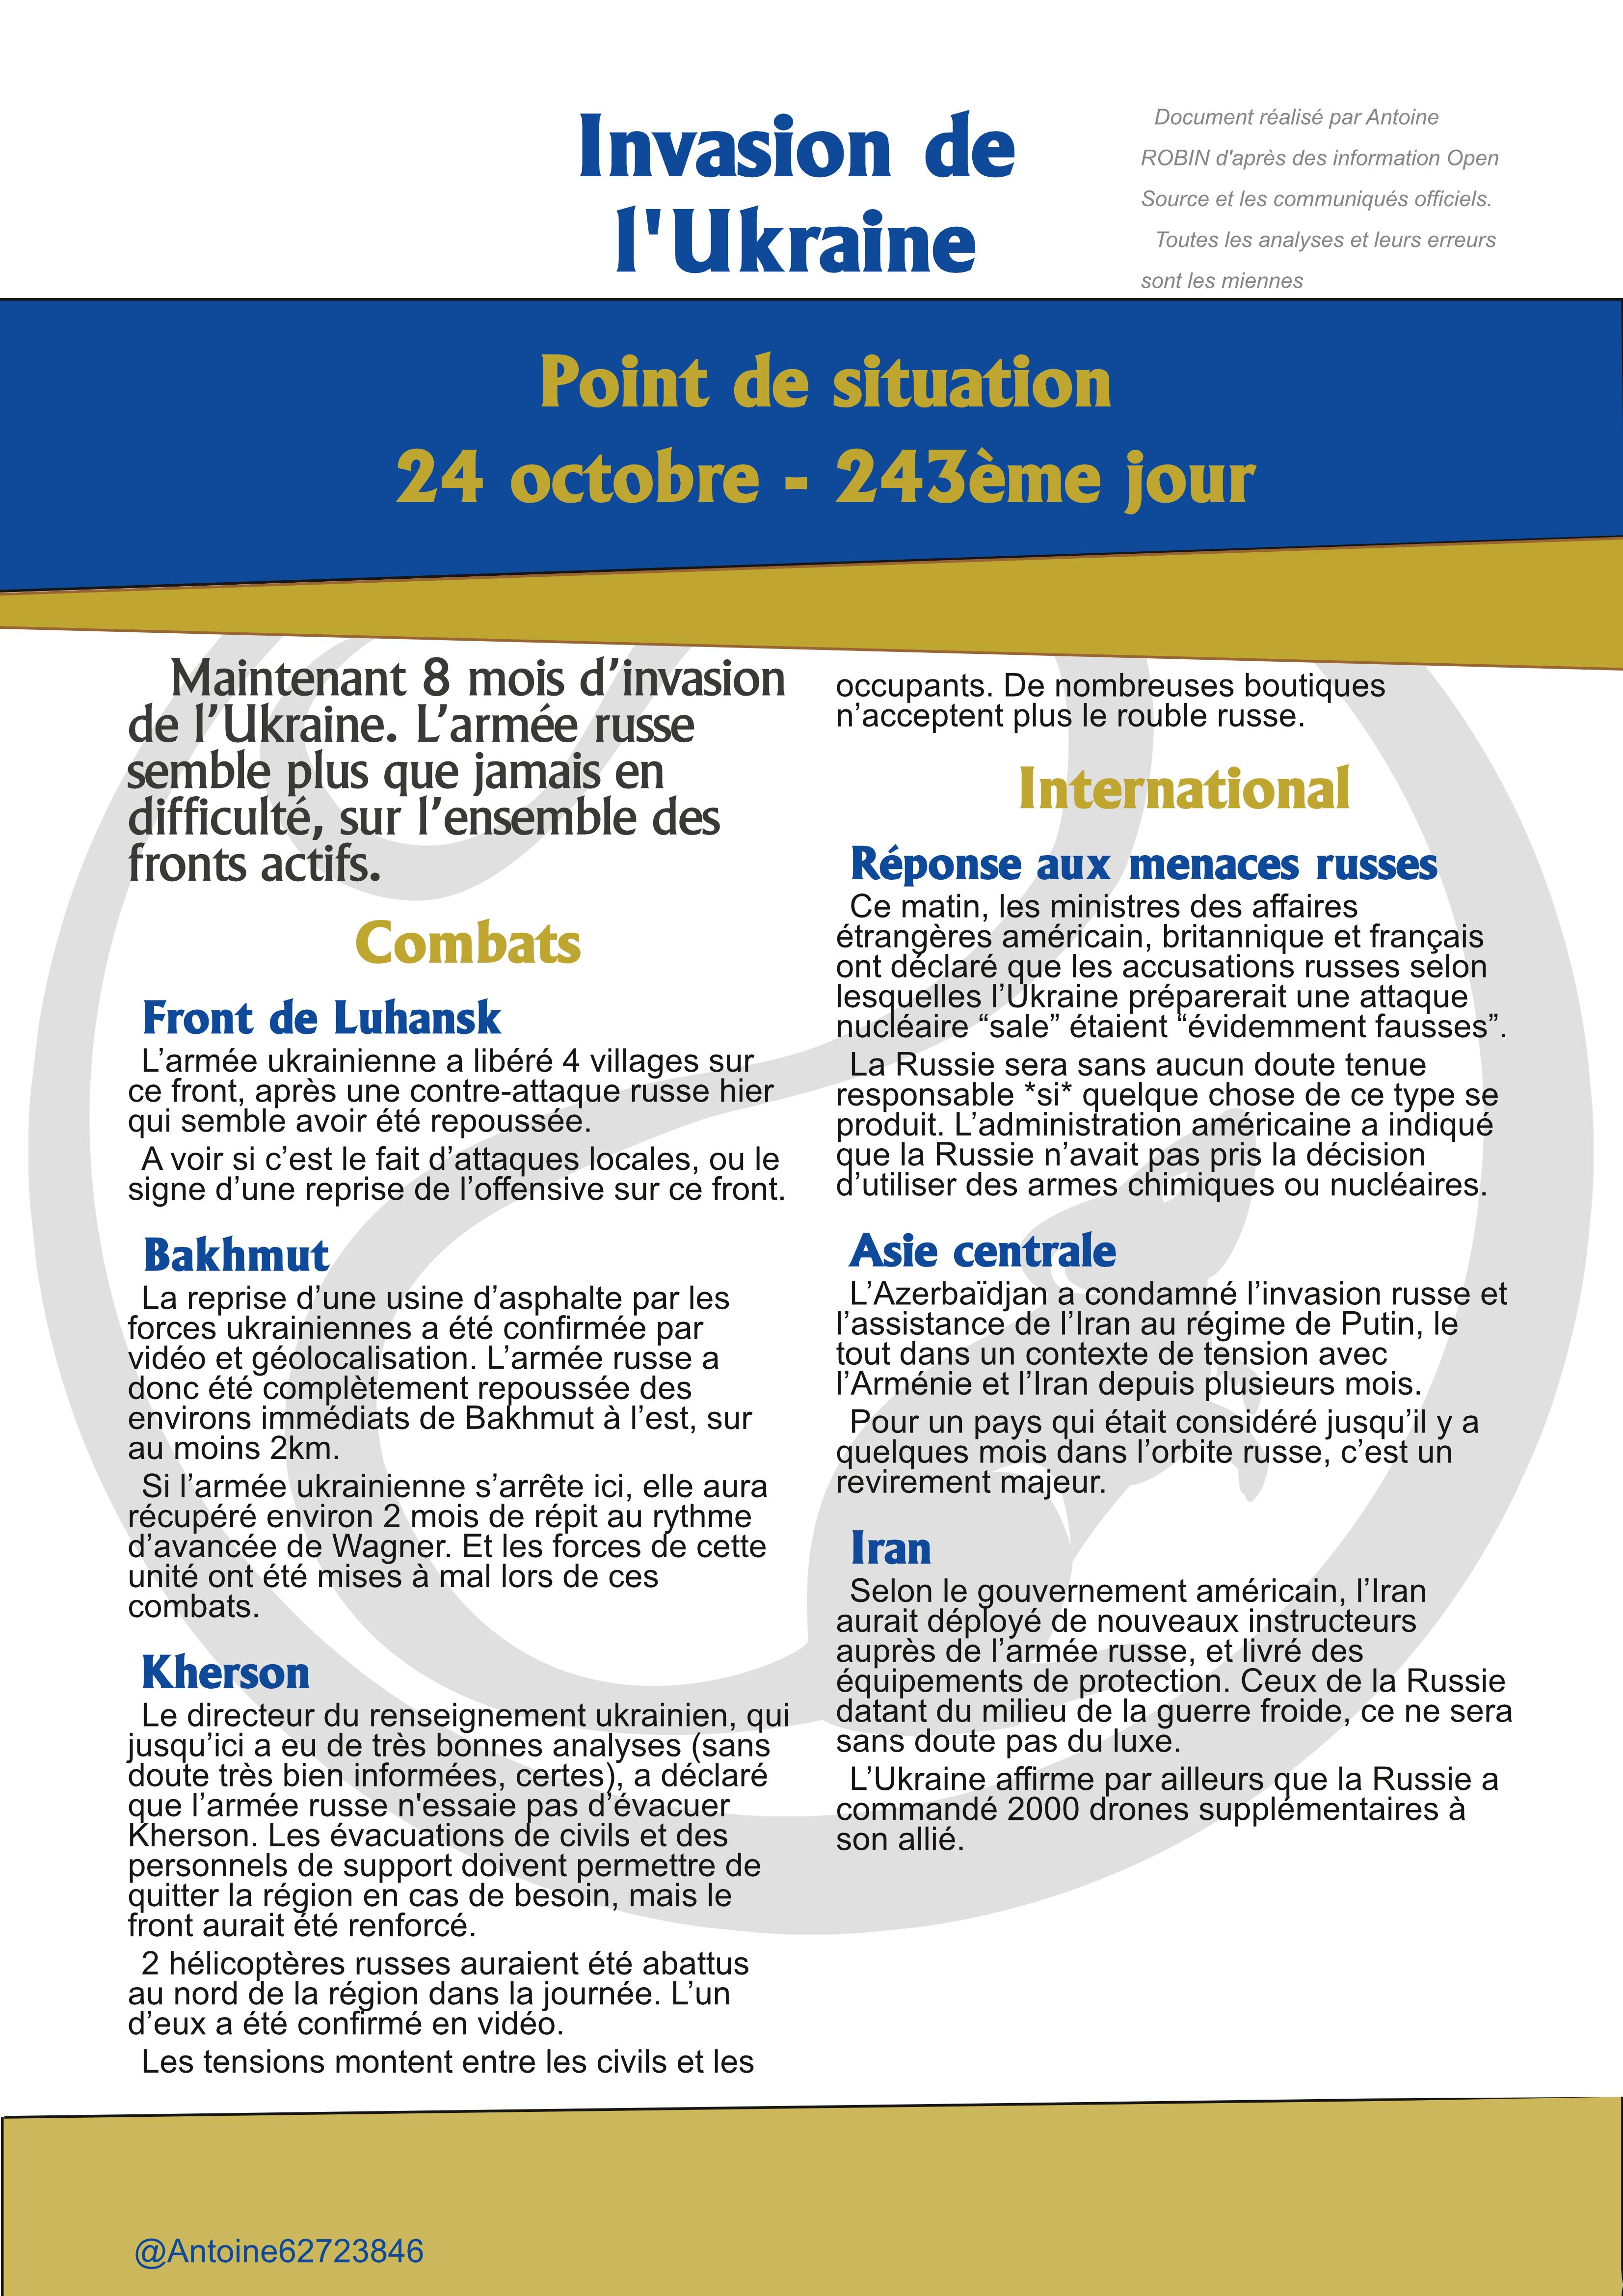 Invasion de
l'Ukraine
Document réalisé par Antoine
ROBIN d'après des information Open
Source et les communiqués officiels.
Toutes les analyses et leurs erreurs
sont les miennes
Point de situation
24 octobre - 243ème jour
Maintenant 8 mois d’invasion
de l’Ukraine. L’armée russe
semble plus que jamais en
difficulté, sur l’ensemble des
fronts actifs.
Combats
Front de Luhansk
L’armée ukrainienne a libéré 4 villages sur
ce front, après une contre-attaque russe hier
qui semble avoir été repoussée.
A voir si c’est le fait d’attaques locales, ou le
signe d’une reprise de l’offensive sur ce front.
Bakhmut
La reprise d’une usine d’asphalte par les
forces ukrainiennes a été confirmée par
vidéo et géolocalisation. L’armée russe a
donc été complètement repoussée des
environs immédiats de Bakhmut à l’est, sur
au moins 2km.
Si l’armée ukrainienne s’arrête ici, elle aura
récupéré environ 2 mois de répit au rythme
d’avancée de Wagner. Et les forces de cette
unité ont été mises à mal lors de ces
combats.
Kherson
Le directeur du renseignement ukrainien, qui
jusqu’ici a eu de très bonnes analyses (sans
doute très bien informées, certes), a déclaré
que l’armée russe n'essaie pas d’évacuer
Kherson. Les évacuations de civils et des
personnels de support doivent permettre de
quitter la région en cas de besoin, mais le
front aurait été renforcé.
2 hélicoptères russes auraient été abattus
au nord de la région dans la journée. L’un
d’eux a été confirmé en vidéo.
Les tensions montent entre les civils et les
occupants. De nombreuses boutiques
n’acceptent plus le rouble russe.
International
Réponse aux menaces russes
Ce matin, les ministres des affaires
étrangères américain, britannique et français
ont déclaré que les accusations russes selon
lesquelles l’Ukraine préparerait une attaque
nucléaire “sale” étaient “évidemment fausses”.
La Russie sera sans aucun doute tenue
responsable *si* quelque chose de ce type se
produit. L’administration américaine a indiqué
que la Russie n’avait pas pris la décision
d’utiliser des armes chimiques ou nucléaires.
Asie centrale
L’Azerbaïdjan a condamné l’invasion russe et
l’assistance de l’Iran au régime de Putin, le
tout dans un contexte de tension avec
l’Arménie et l’Iran depuis plusieurs mois.
Pour un pays qui était considéré jusqu’il y a
quelques mois dans l’orbite russe, c’est un
revirement majeur.
Iran
Selon le gouvernement américain, l’Iran
aurait déployé de nouveaux instructeurs
auprès de l’armée russe, et livré des
équipements de protection. Ceux de la Russie
datant du milieu de la guerre froide, ce ne sera
sans doute pas du luxe.
L’Ukraine affirme par ailleurs que la Russie a
commandé 2000 drones supplémentaires à
son allié.
@Antoine62723846